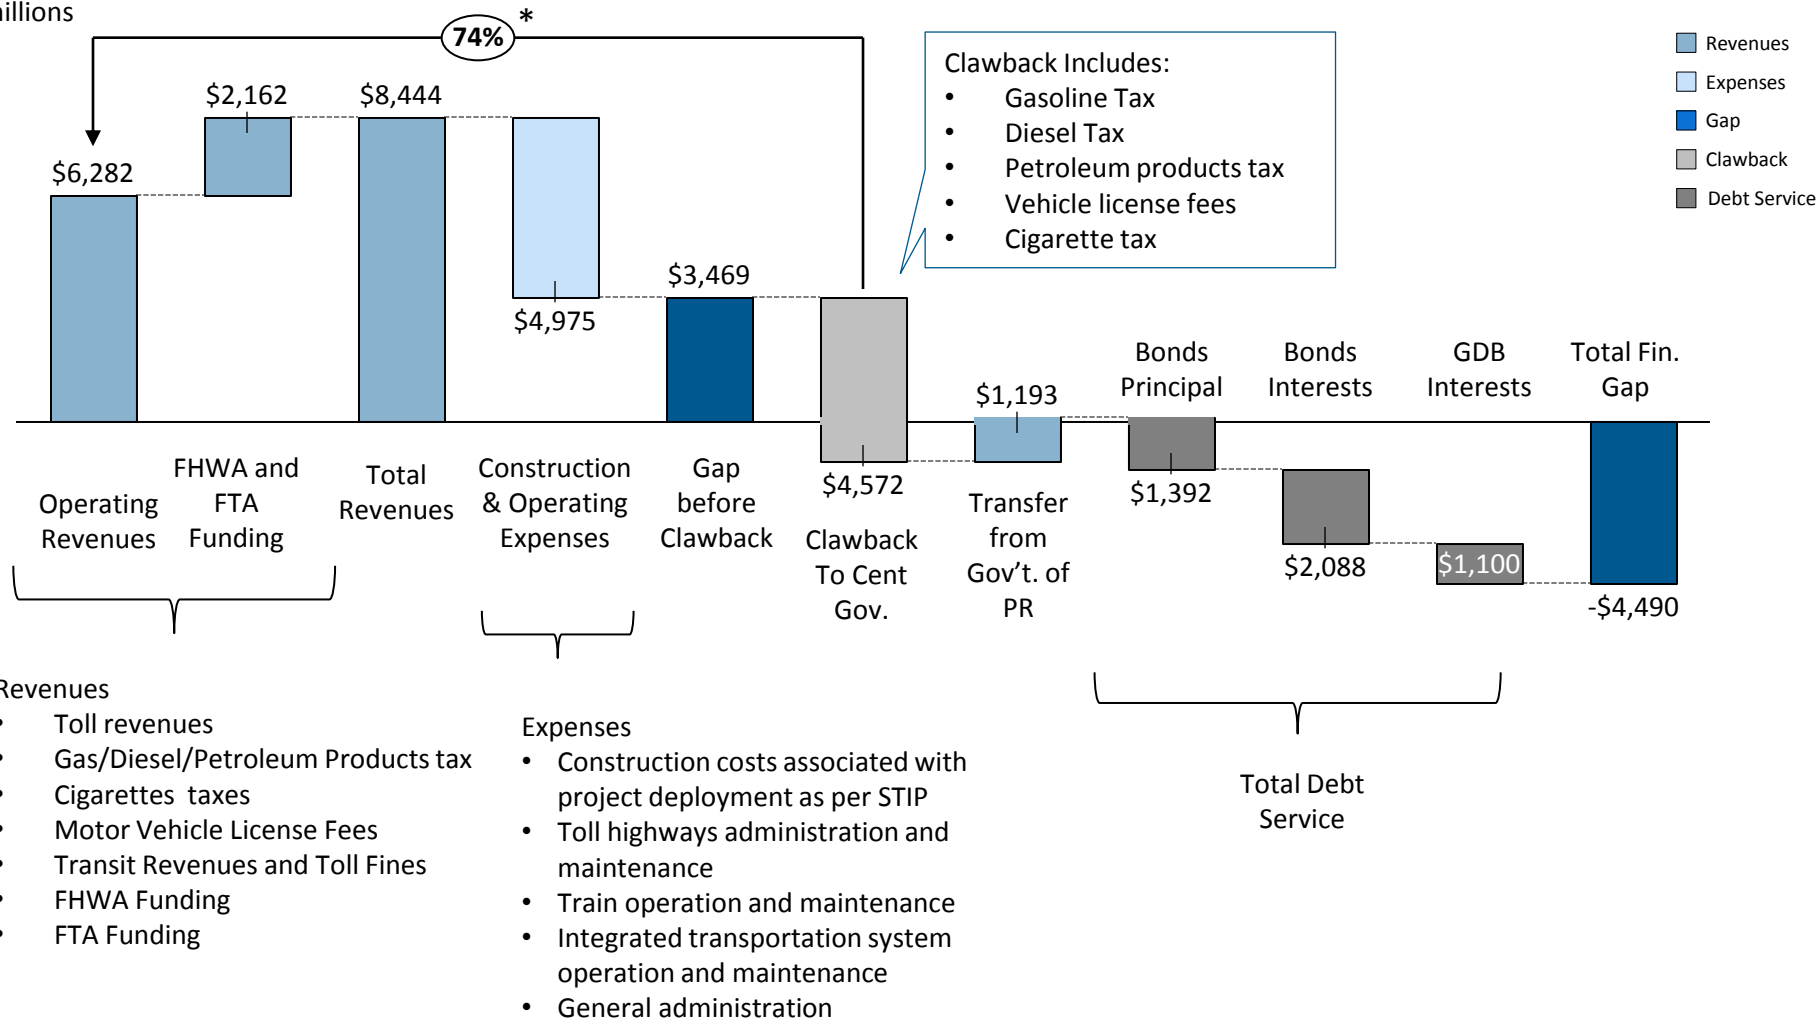 74%
*
$6,282
$2,162
$8,444
$4,975
$3,469
$4,572
$1,193
$1,392
$2,088
$1,100
-$4,490
Clawback Includes:
• Gasoline Tax
• Diesel Tax
• Petroleum products tax
• Vehicle license fees
• Cigarette tax
Revenues
Expenses
Gap
Clawback
Debt Service
Operating
Revenues
FHWA and
FTA
Funding
Total
Revenues
Construction
& Operating
Expenses
Gap
before
Clawback
Clawback
To Cent
Gov.
Transfer
from
Gov't. of
PR
Bonds
Principal
Bonds
Interests
GDB
Interests
Total Fin.
Gap
Revenues
• Toll revenues
• Gas/Diesel/Petroleum Products tax
• Cigarettes taxes
• Motor Vehicle License Fees
• Transit Revenues and Toll Fines
• FHWA Funding
• FTA Funding
Expenses
• Construction costs associated with
project deployment as per STIP
• Toll highways administration and
maintenance
• Train operation and maintenance
• Integrated transportation system
operation and maintenance
• General administration
Total Debt
Service